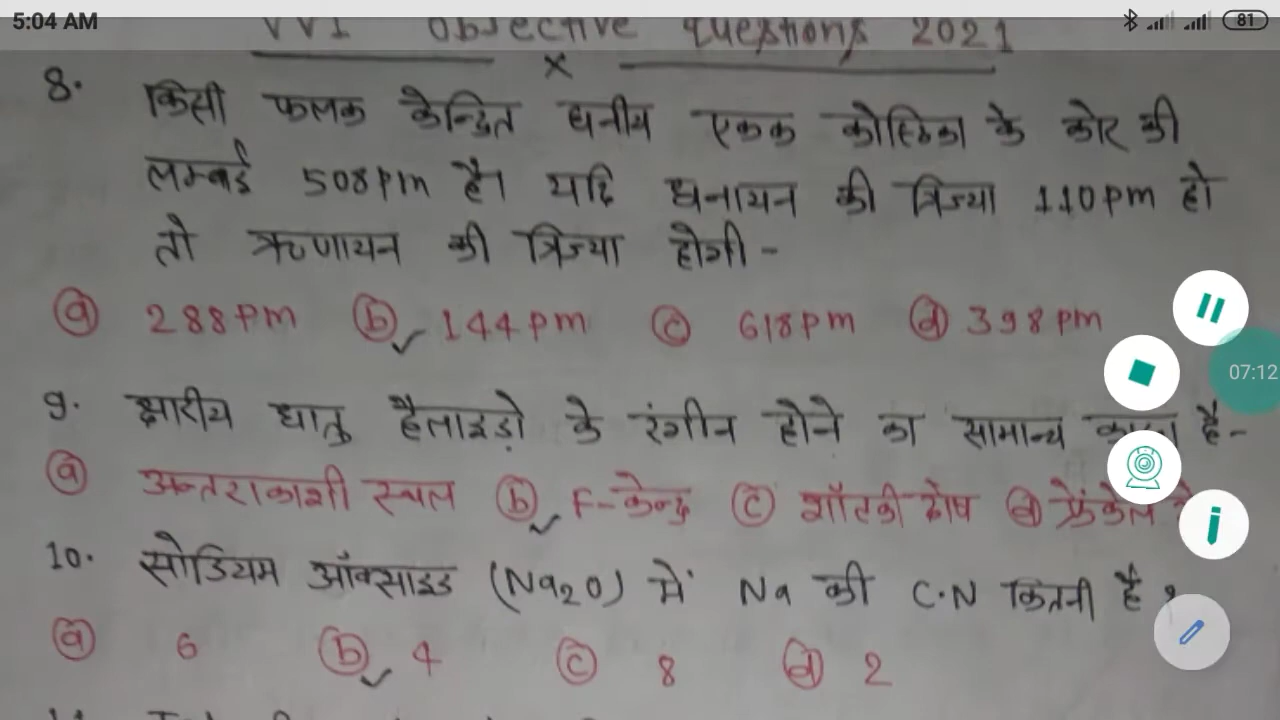 5:04 AM 81
VVI Objective questions 2021
8. किसी फलक केन्द्रित घनीय एकक कोष्ठिका के कोर की
लम्बाई 508pm है। यदि धनायन की त्रिज्या 110pm हो
तो ऋणायन की त्रिज्या होगी -
ⓐ 288pm ⓑ✓ 144pm ⓒ 618pm ⓓ 398pm
07:12
9. क्षारीय धातु हैलाइडो के रंगीन होने का सामान्य है-
ⓐ अन्तराकाशी स्थल ⓑ✓ F-केन्द्र ⓒ शॉटकी दोष ⓓ फ्रेंकेल
10. सोडियम ऑक्साइड (Na₂O) में Na की C.N कितनी है ?
ⓐ 6 ⓑ✓ 4 ⓒ 8 ⓓ 2